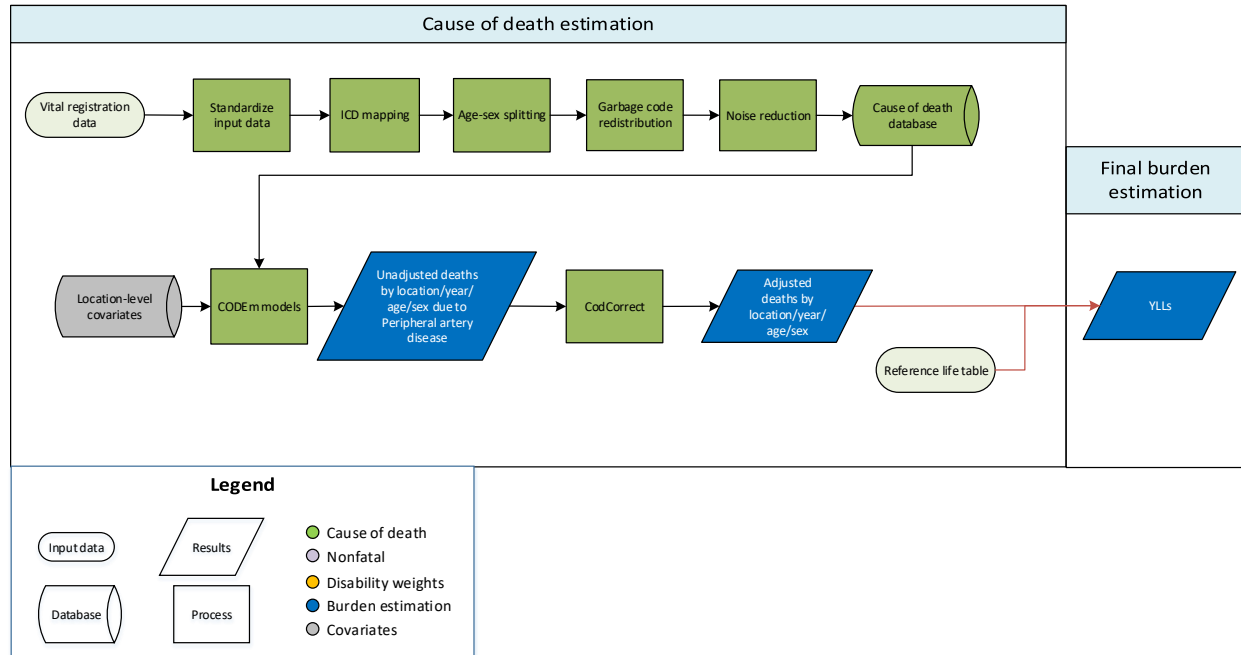 Cause of death estimation
Vital registration
data
Standardize
input data
ICD mapping
Age-sex splitting
Garbage code
redistribution
Noise reduction
Cause of death
database
Final burden
estimation
Location-level
covariates
CODEm models
Unadjusted deaths
by location/year/
age/sex due to
Peripheral artery
disease
CodCorrect
Adjusted
deaths by
location/year/
age/sex
YLLs
Reference life table
Legend
Input data
Results
Database
Process
Cause of death
Nonfatal
Disability weights
Burden estimation
Covariates